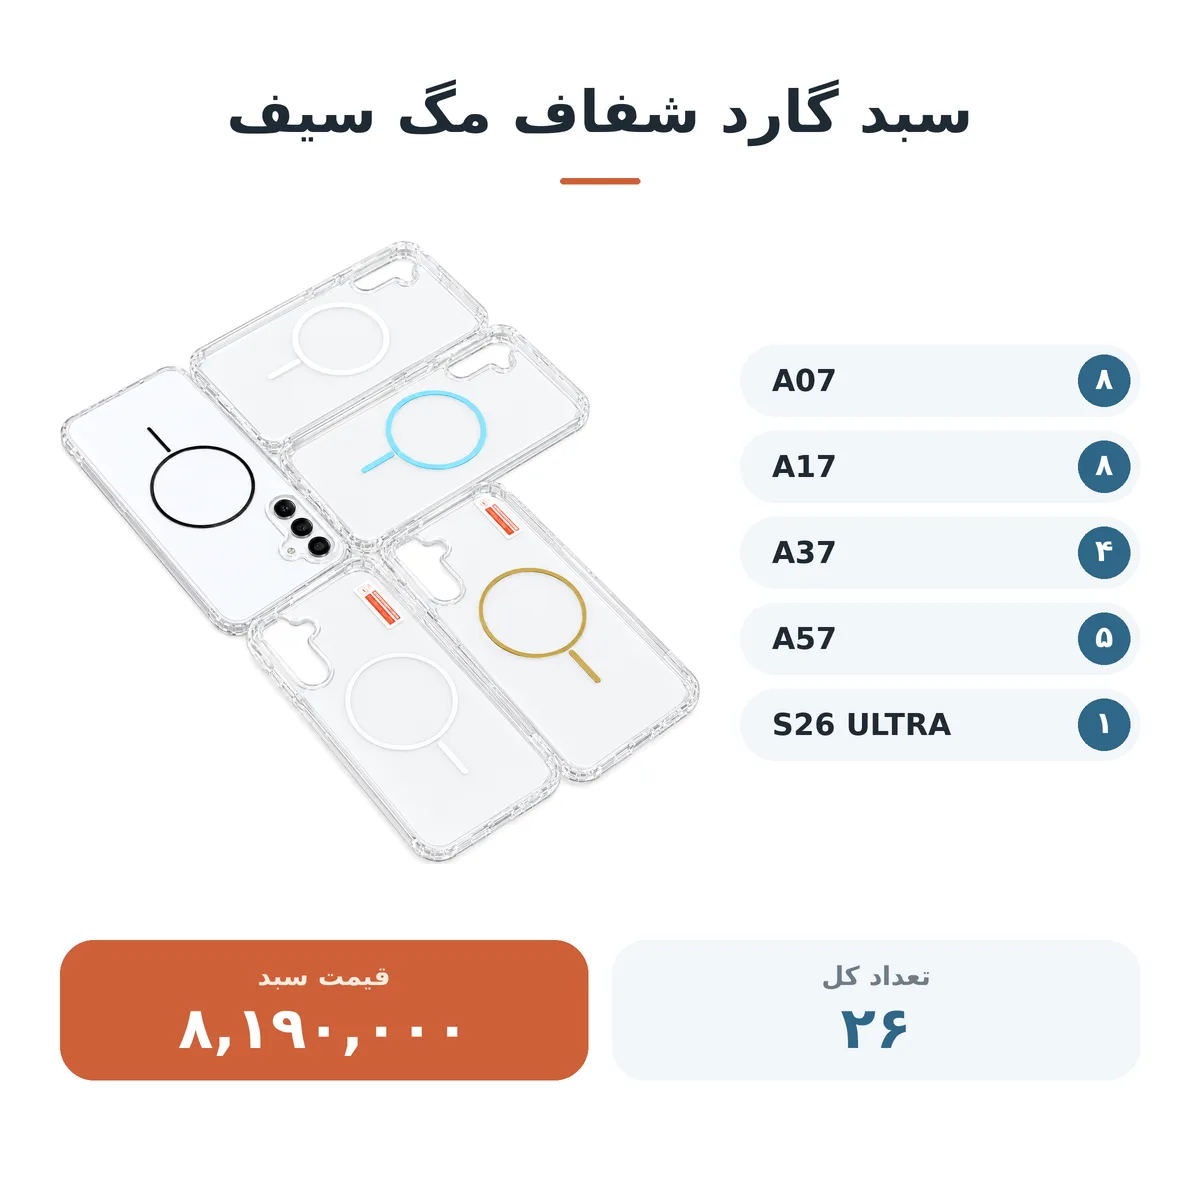 سبد گارد شفاف مگ سیف
A07 ۸
A17 ۸
A37 ۴
A57 ۵
S26 ULTRA ۱
تعداد کل
۲۶
قیمت سبد
۸,۱۹۰,۰۰۰